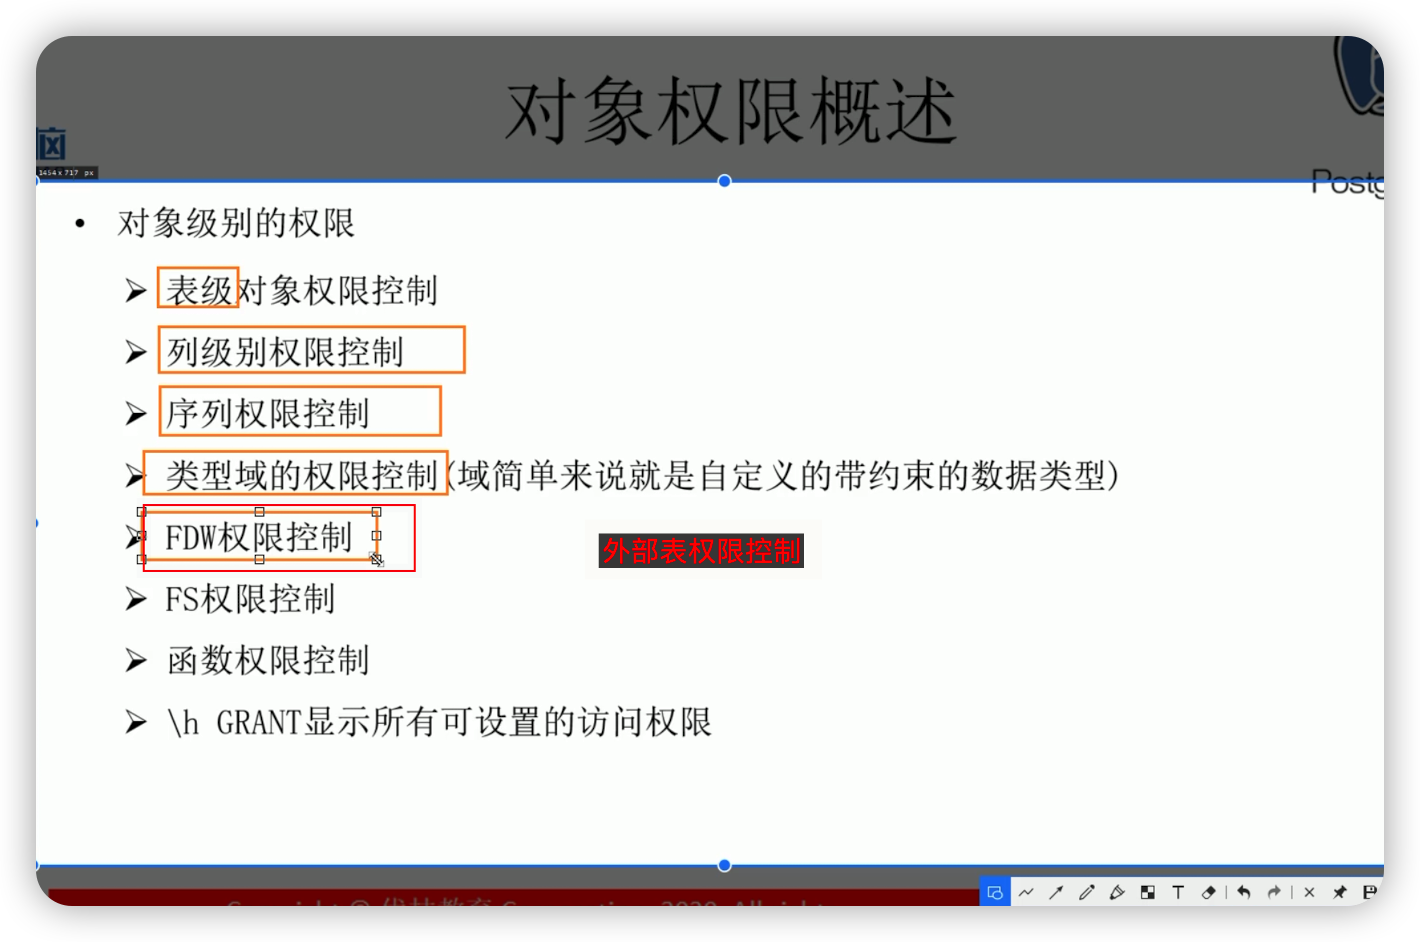 对象权限概述
1454 x 717 px
• 对象级别的权限
➢ 表级对象权限控制
➢ 列级别权限控制
➢ 序列权限控制
➢ 类型域的权限控制(域简单来说就是自定义的带约束的数据类型)
➢ FDW权限控制
外部表权限控制
➢ FS权限控制
➢ 函数权限控制
➢ \h GRANT显示所有可设置的访问权限